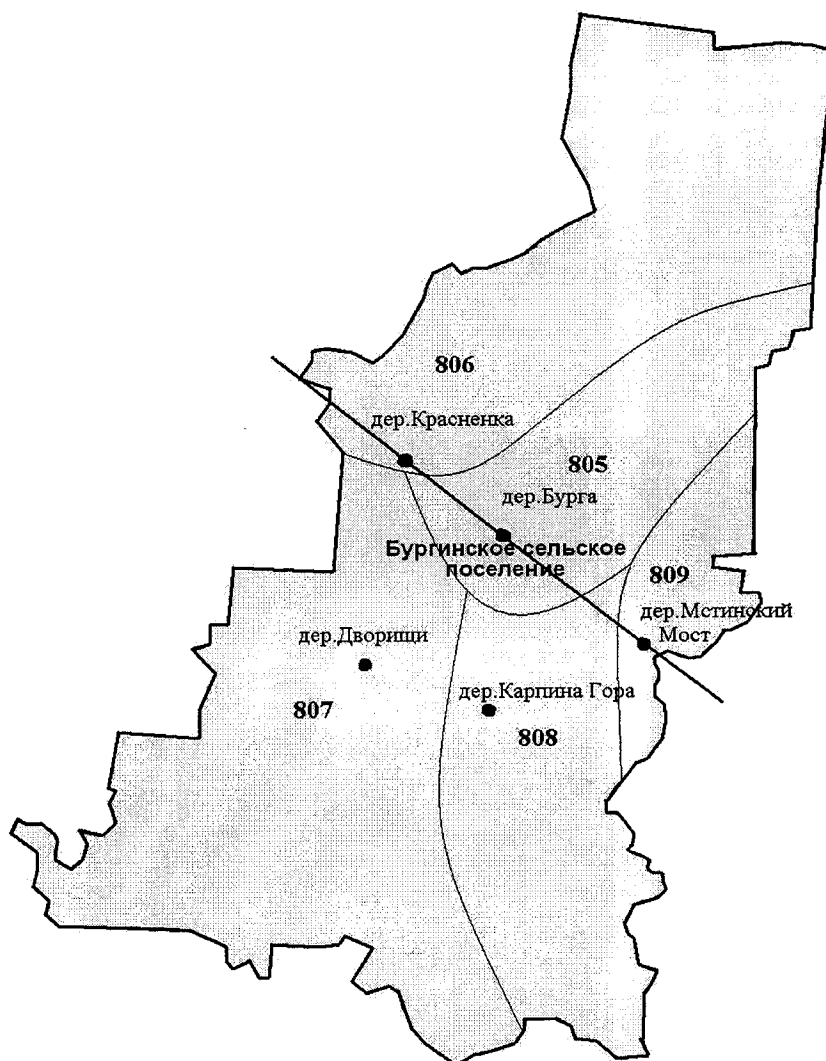 806
дер.Красненка
805
дер.Бурга
Бургинское сельское
поселение
809
дер.Мстинский
Мост
дер.Дворищи
807
дер.Карпина Гора
808